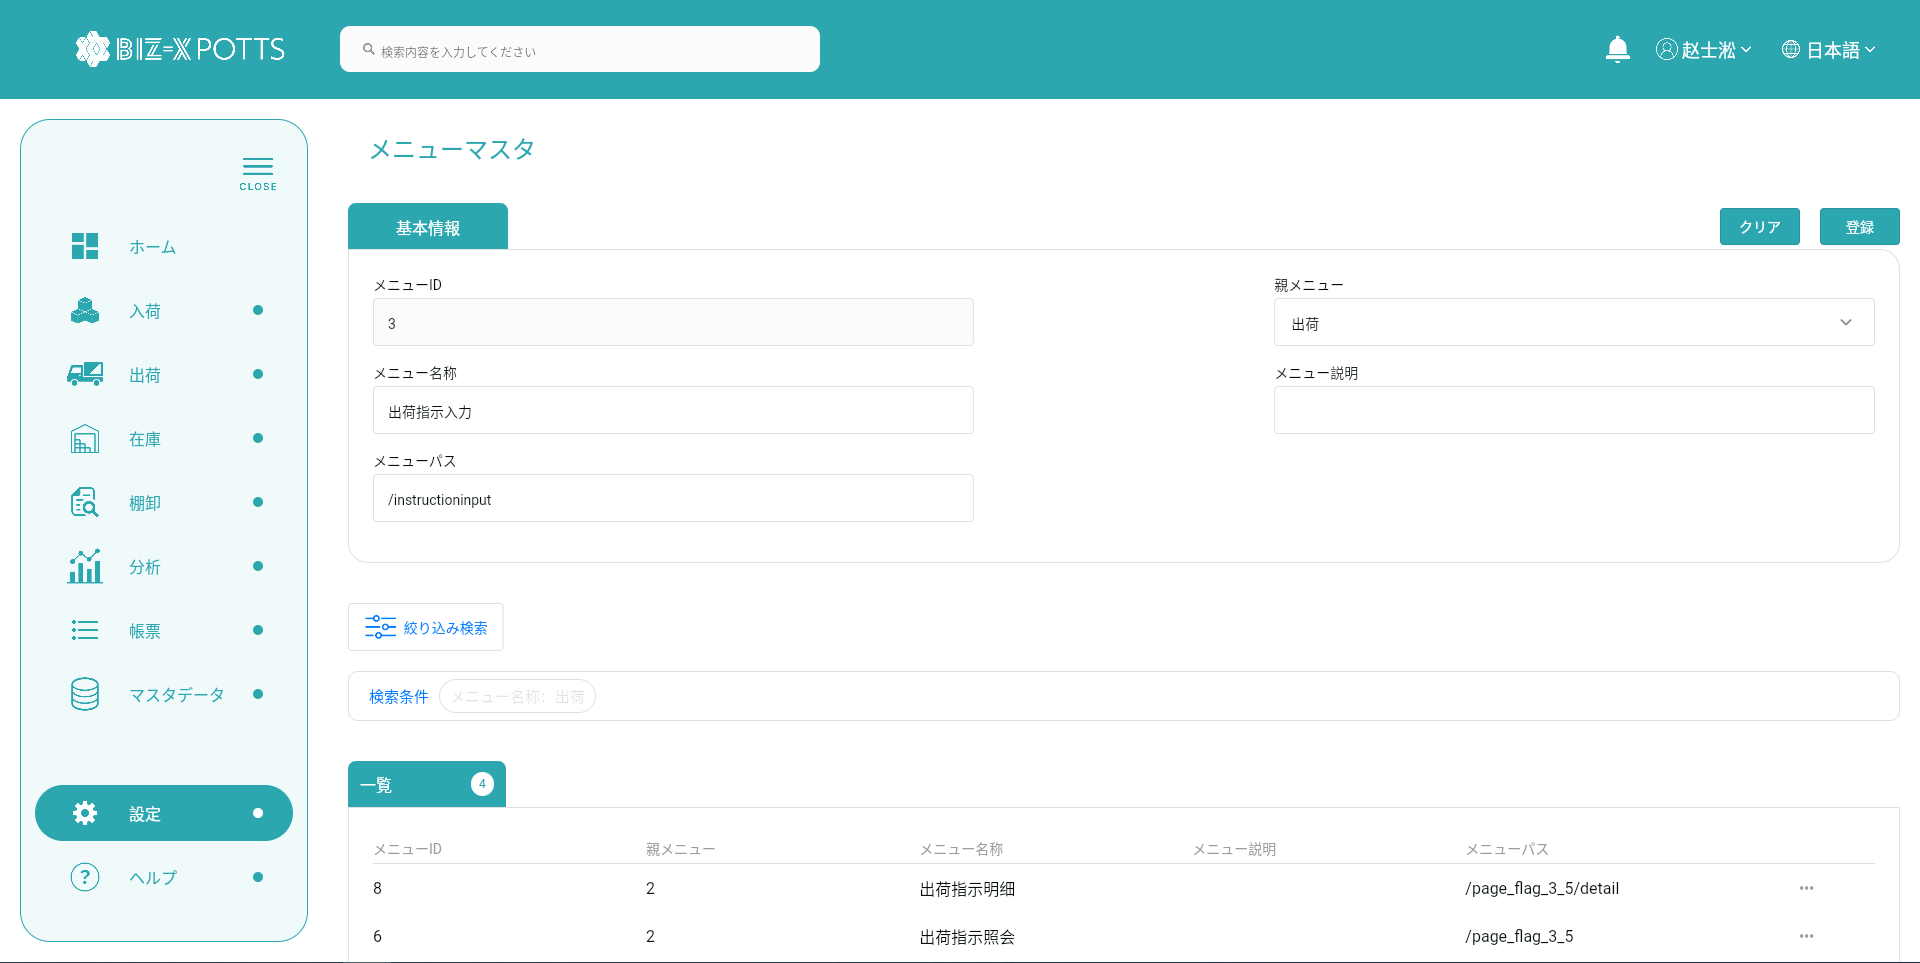 BIZ=X POTTS
検索内容を入力してください
赵士淞
日本語
CLOSE
ホーム
入荷
出荷
在庫
棚卸
分析
帳票
マスタデータ
設定
ヘルプ
メニューマスタ
基本情報
クリア
登録
メニューID
3
親メニュー
出荷
メニュー名称
出荷指示入力
メニュー説明
メニューパス
/instructioninput
絞り込み検索
検索条件
メニュー名称：出荷
一覧
4
メニューID 親メニュー メニュー名称 メニュー説明 メニューパス
8 2 出荷指示明细 /page_flag_3_5/detail ···
6 2 出荷指示照会 /page_flag_3_5 ···